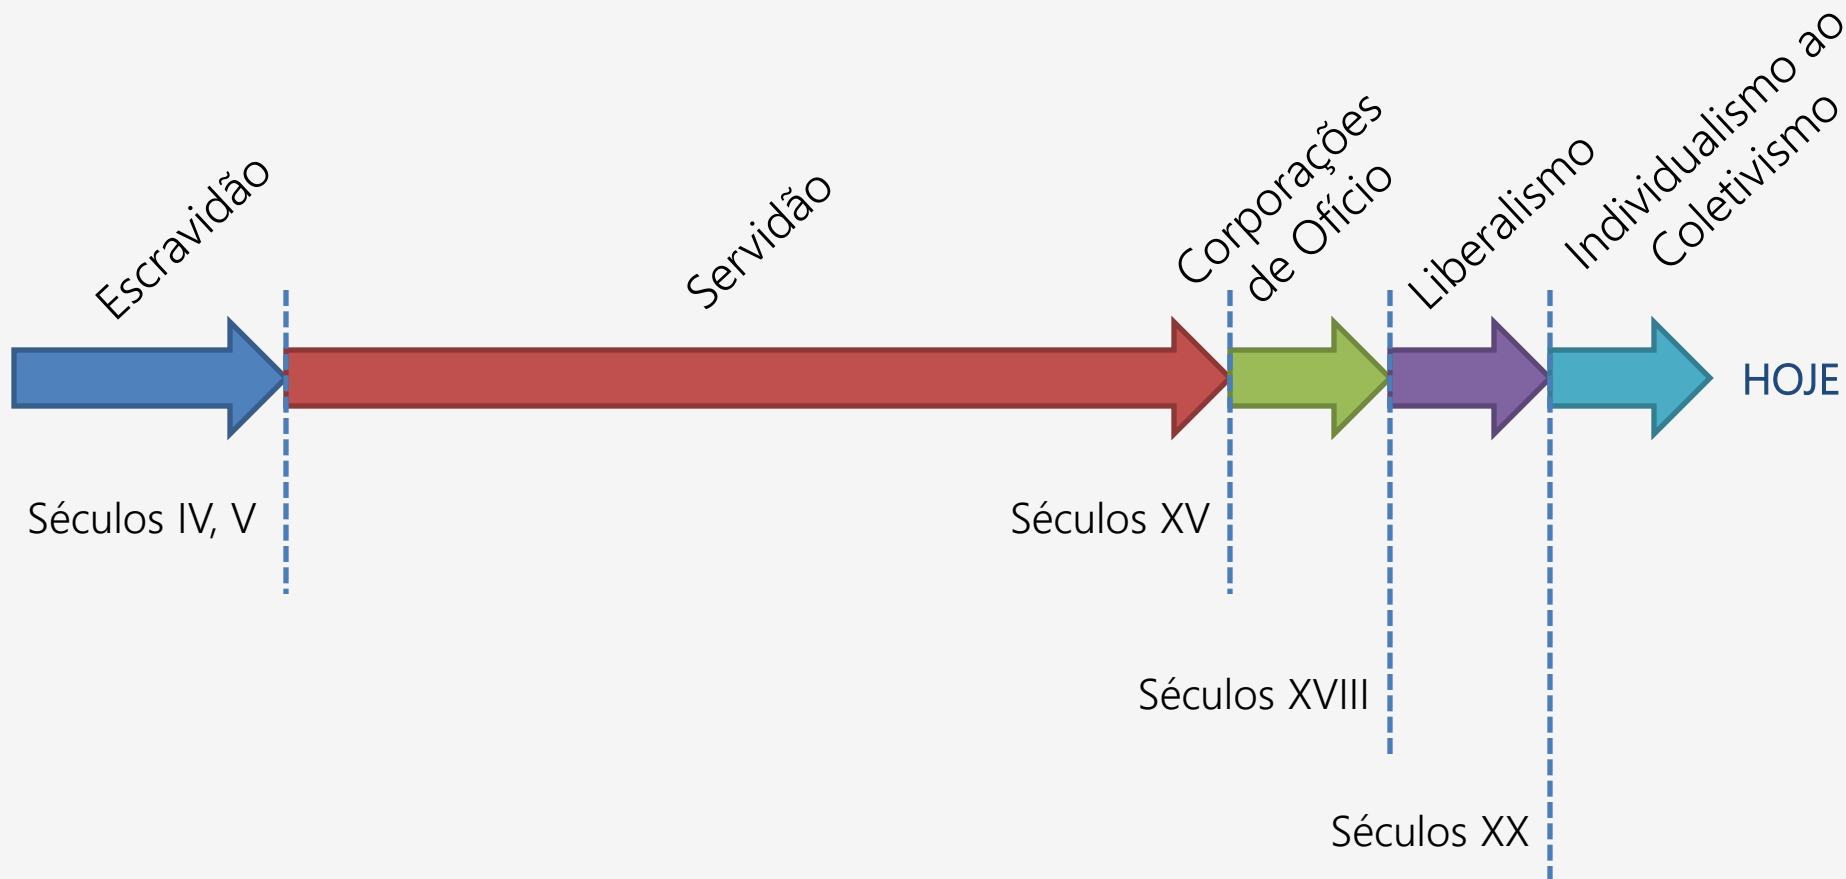 Escravidão
Servidão
Corporações
de Ofício
Liberalismo
Individualismo ao
Coletivismo
HOJE
Séculos IV, V
Séculos XV
Séculos XVIII
Séculos XX